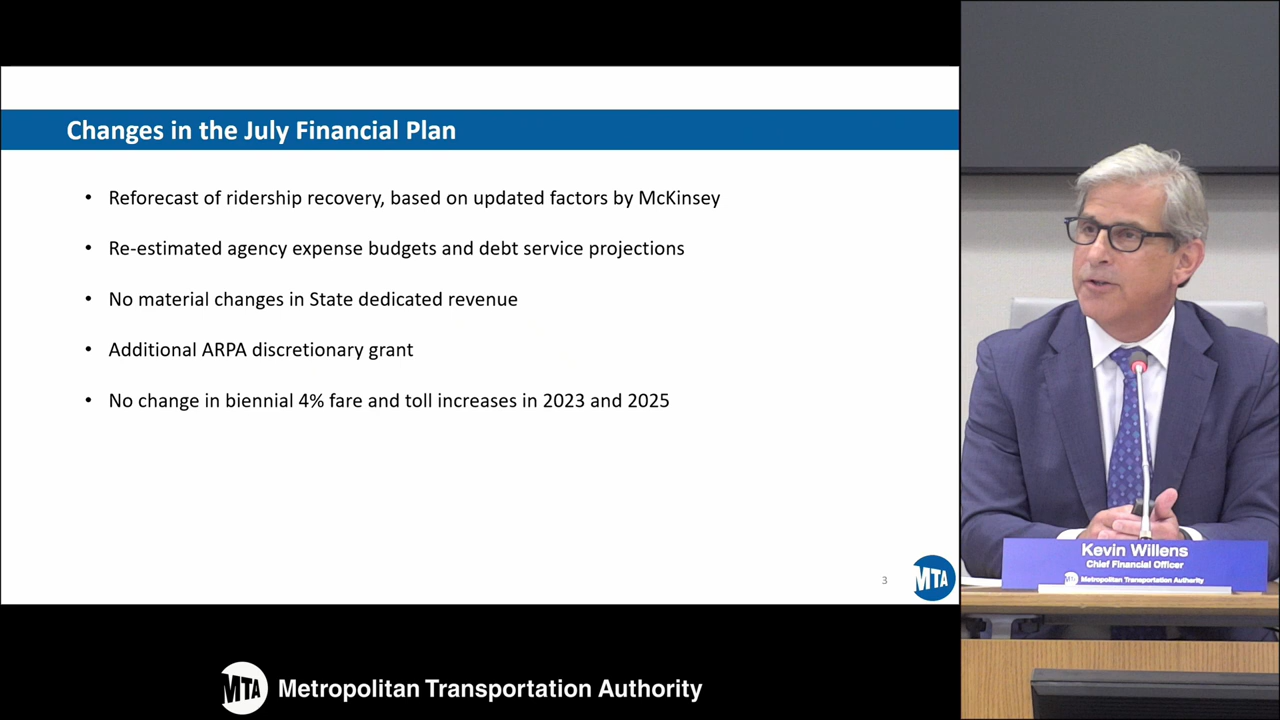 Changes in the July Financial Plan
• Reforecast of ridership recovery, based on updated factors by McKinsey
• Re-estimated agency expense budgets and debt service projections
• No material changes in State dedicated revenue
• Additional ARPA discretionary grant
• No change in biennial 4% fare and toll increases in 2023 and 2025
3
MTA
Kevin Willens
Chief Financial Officer
MTA Metropolitan Transportation Authority
MTA Metropolitan Transportation Authority